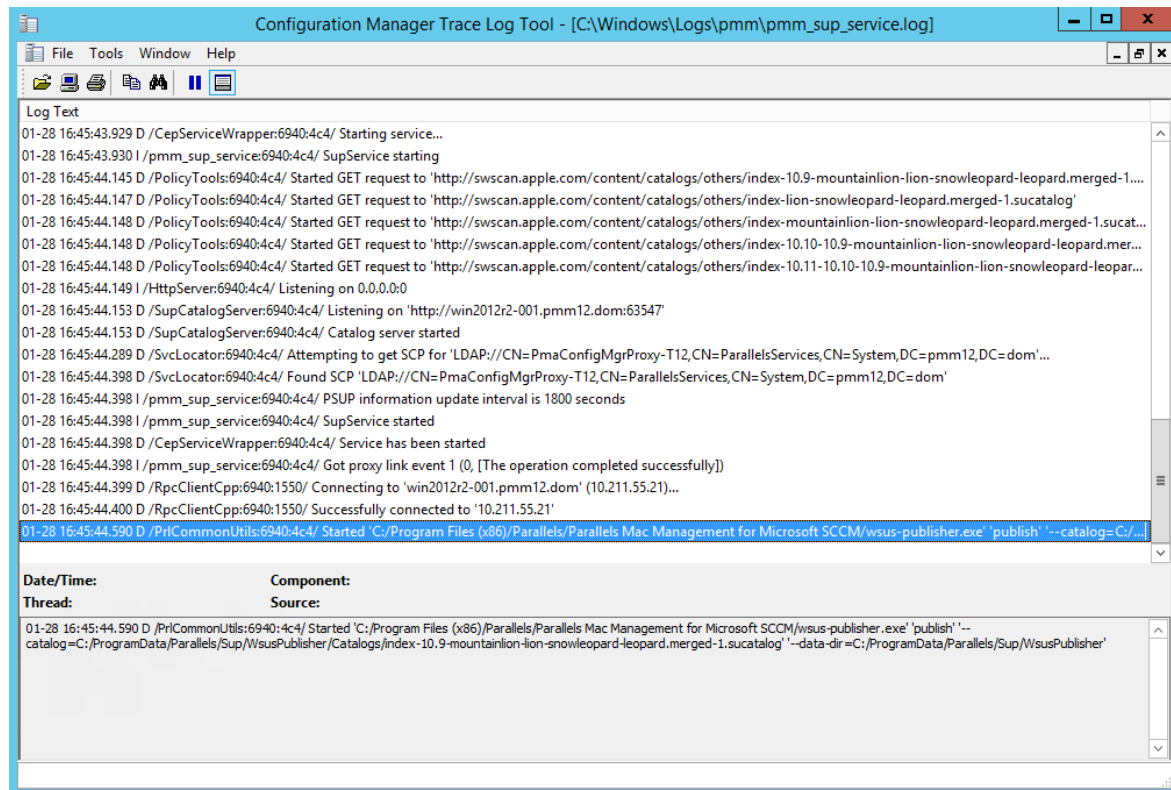 Configuration Manager Trace Log Tool - [C:\Windows\Logs\pmm\pmm_sup_service.log]
File Tools Window Help
Log Text
01-28 16:45:43.929 D /CepServiceWrapper:6940:4c4/ Starting service...
01-28 16:45:43.930 I /pmm_sup_service:6940:4c4/ SupService starting
01-28 16:45:44.145 D /PolicyTools:6940:4c4/ Started GET request to 'http://swscan.apple.com/content/catalogs/others/index-10.9-mountainlion-lion-snowleopard-leopard.merged-1....
01-28 16:45:44.147 D /PolicyTools:6940:4c4/ Started GET request to 'http://swscan.apple.com/content/catalogs/others/index-lion-snowleopard-leopard.merged-1.sucatalog'
01-28 16:45:44.148 D /PolicyTools:6940:4c4/ Started GET request to 'http://swscan.apple.com/content/catalogs/others/index-mountainlion-lion-snowleopard-leopard.merged-1.sucat...
01-28 16:45:44.148 D /PolicyTools:6940:4c4/ Started GET request to 'http://swscan.apple.com/content/catalogs/others/index-10.10-10.9-mountainlion-lion-snowleopard-leopard.mer...
01-28 16:45:44.148 D /PolicyTools:6940:4c4/ Started GET request to 'http://swscan.apple.com/content/catalogs/others/index-10.11-10.10-10.9-mountainlion-lion-snowleopard-leopar...
01-28 16:45:44.149 I /HttpServer:6940:4c4/ Listening on 0.0.0.0:0
01-28 16:45:44.153 D /SupCatalogServer:6940:4c4/ Listening on 'http://win2012r2-001.pmm12.dom:63547'
01-28 16:45:44.153 D /SupCatalogServer:6940:4c4/ Catalog server started
01-28 16:45:44.289 D /SvcLocator:6940:4c4/ Attempting to get SCP for 'LDAP://CN=PmaConfigMgrProxy-T12,CN=ParallelsServices,CN=System,DC=pmm12,DC=dom'...
01-28 16:45:44.398 D /SvcLocator:6940:4c4/ Found SCP 'LDAP://CN=PmaConfigMgrProxy-T12,CN=ParallelsServices,CN=System,DC=pmm12,DC=dom'
01-28 16:45:44.398 I /pmm_sup_service:6940:4c4/ PSUP information update interval is 1800 seconds
01-28 16:45:44.398 I /pmm_sup_service:6940:4c4/ SupService started
01-28 16:45:44.398 D /CepServiceWrapper:6940:4c4/ Service has been started
01-28 16:45:44.398 I /pmm_sup_service:6940:4c4/ Got proxy link event 1 (0, [The operation completed successfully])
01-28 16:45:44.399 D /RpcClientCpp:6940:1550/ Connecting to 'win2012r2-001.pmm12.dom' (10.211.55.21)...
01-28 16:45:44.400 D /RpcClientCpp:6940:1550/ Successfully connected to '10.211.55.21'
01-28 16:45:44.590 D /PrlCommonUtils:6940:4c4/ Started 'C:/Program Files (x86)/Parallels/Parallels Mac Management for Microsoft SCCM/wsus-publisher.exe' 'publish' '--catalog=C:/...
Date/Time: Component:
Thread: Source:
01-28 16:45:44.590 D /PrlCommonUtils:6940:4c4/ Started 'C:/Program Files (x86)/Parallels/Parallels Mac Management for Microsoft SCCM/wsus-publisher.exe' 'publish' '--
catalog=C:/ProgramData/Parallels/Sup/WsusPublisher/Catalogs/index-10.9-mountainlion-lion-snowleopard-leopard.merged-1.sucatalog' '--data-dir=C:/ProgramData/Parallels/Sup/WsusPublisher'